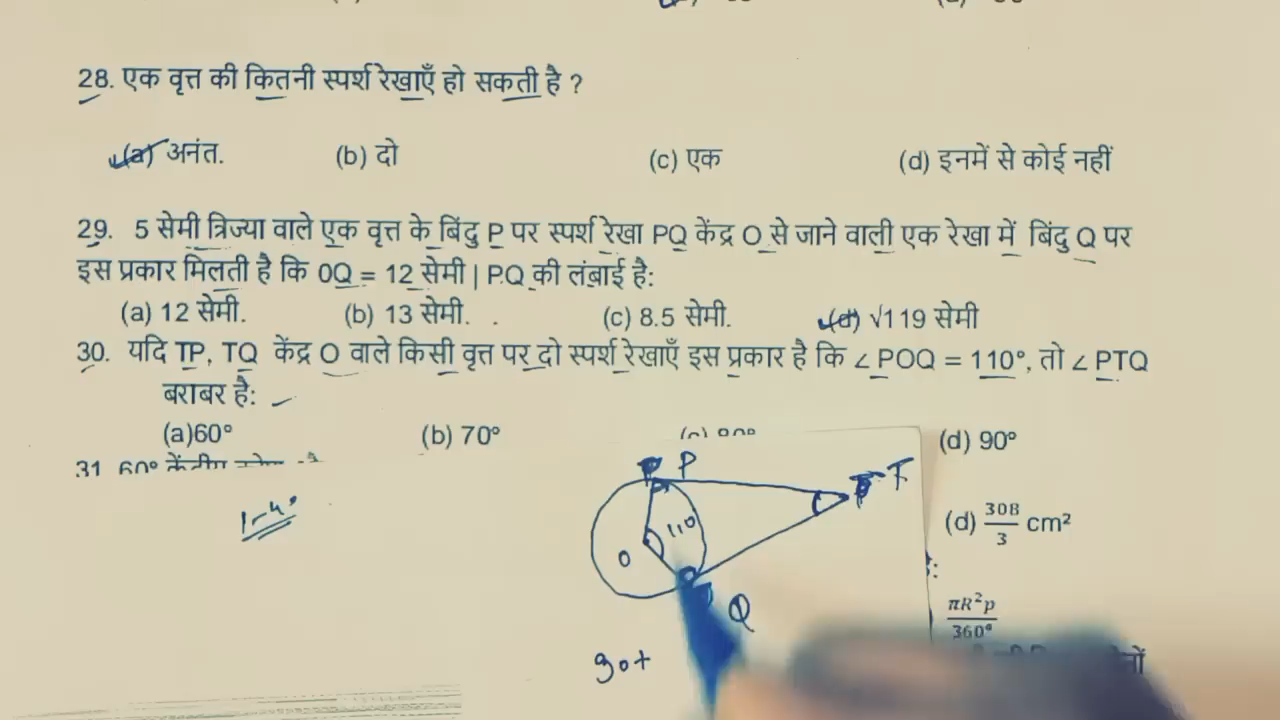 28. एक वृत्त की कितनी स्पर्श रेखाएँ हो सकती है ?
(a) अनंत. (b) दो (c) एक (d) इनमें से कोई नहीं
29. 5 सेमी त्रिज्या वाले एक वृत्त के बिंदु P पर स्पर्श रेखा PQ केंद्र O से जाने वाली एक रेखा में बिंदु Q पर
इस प्रकार मिलती है कि 0Q = 12 सेमी | PQ की लंबाई है:
(a) 12 सेमी. (b) 13 सेमी. . (c) 8.5 सेमी. (d) √119 सेमी
30. यदि TP, TQ केंद्र O वाले किसी वृत्त पर दो स्पर्श रेखाएँ इस प्रकार है कि ∠ POQ = 110°, तो ∠ PTQ
बराबर है:
(a)60° (b) 70° (d) 90°
31 60° केंद्रीय
P
T
110
O
Q
90+
(d) 308/3 cm²
πR²p/360°